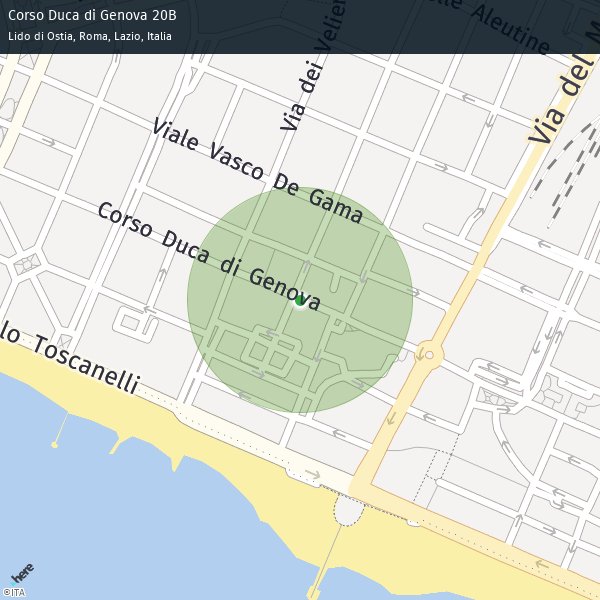 Corso Duca di Genova 20B
Lido di Ostia, Roma, Lazio, Italia
Aleutine
Via dei Velier
Via del M
Viale Vasco De Gama
Corso Duca di Genova
lo Toscanelli
here
©ITA